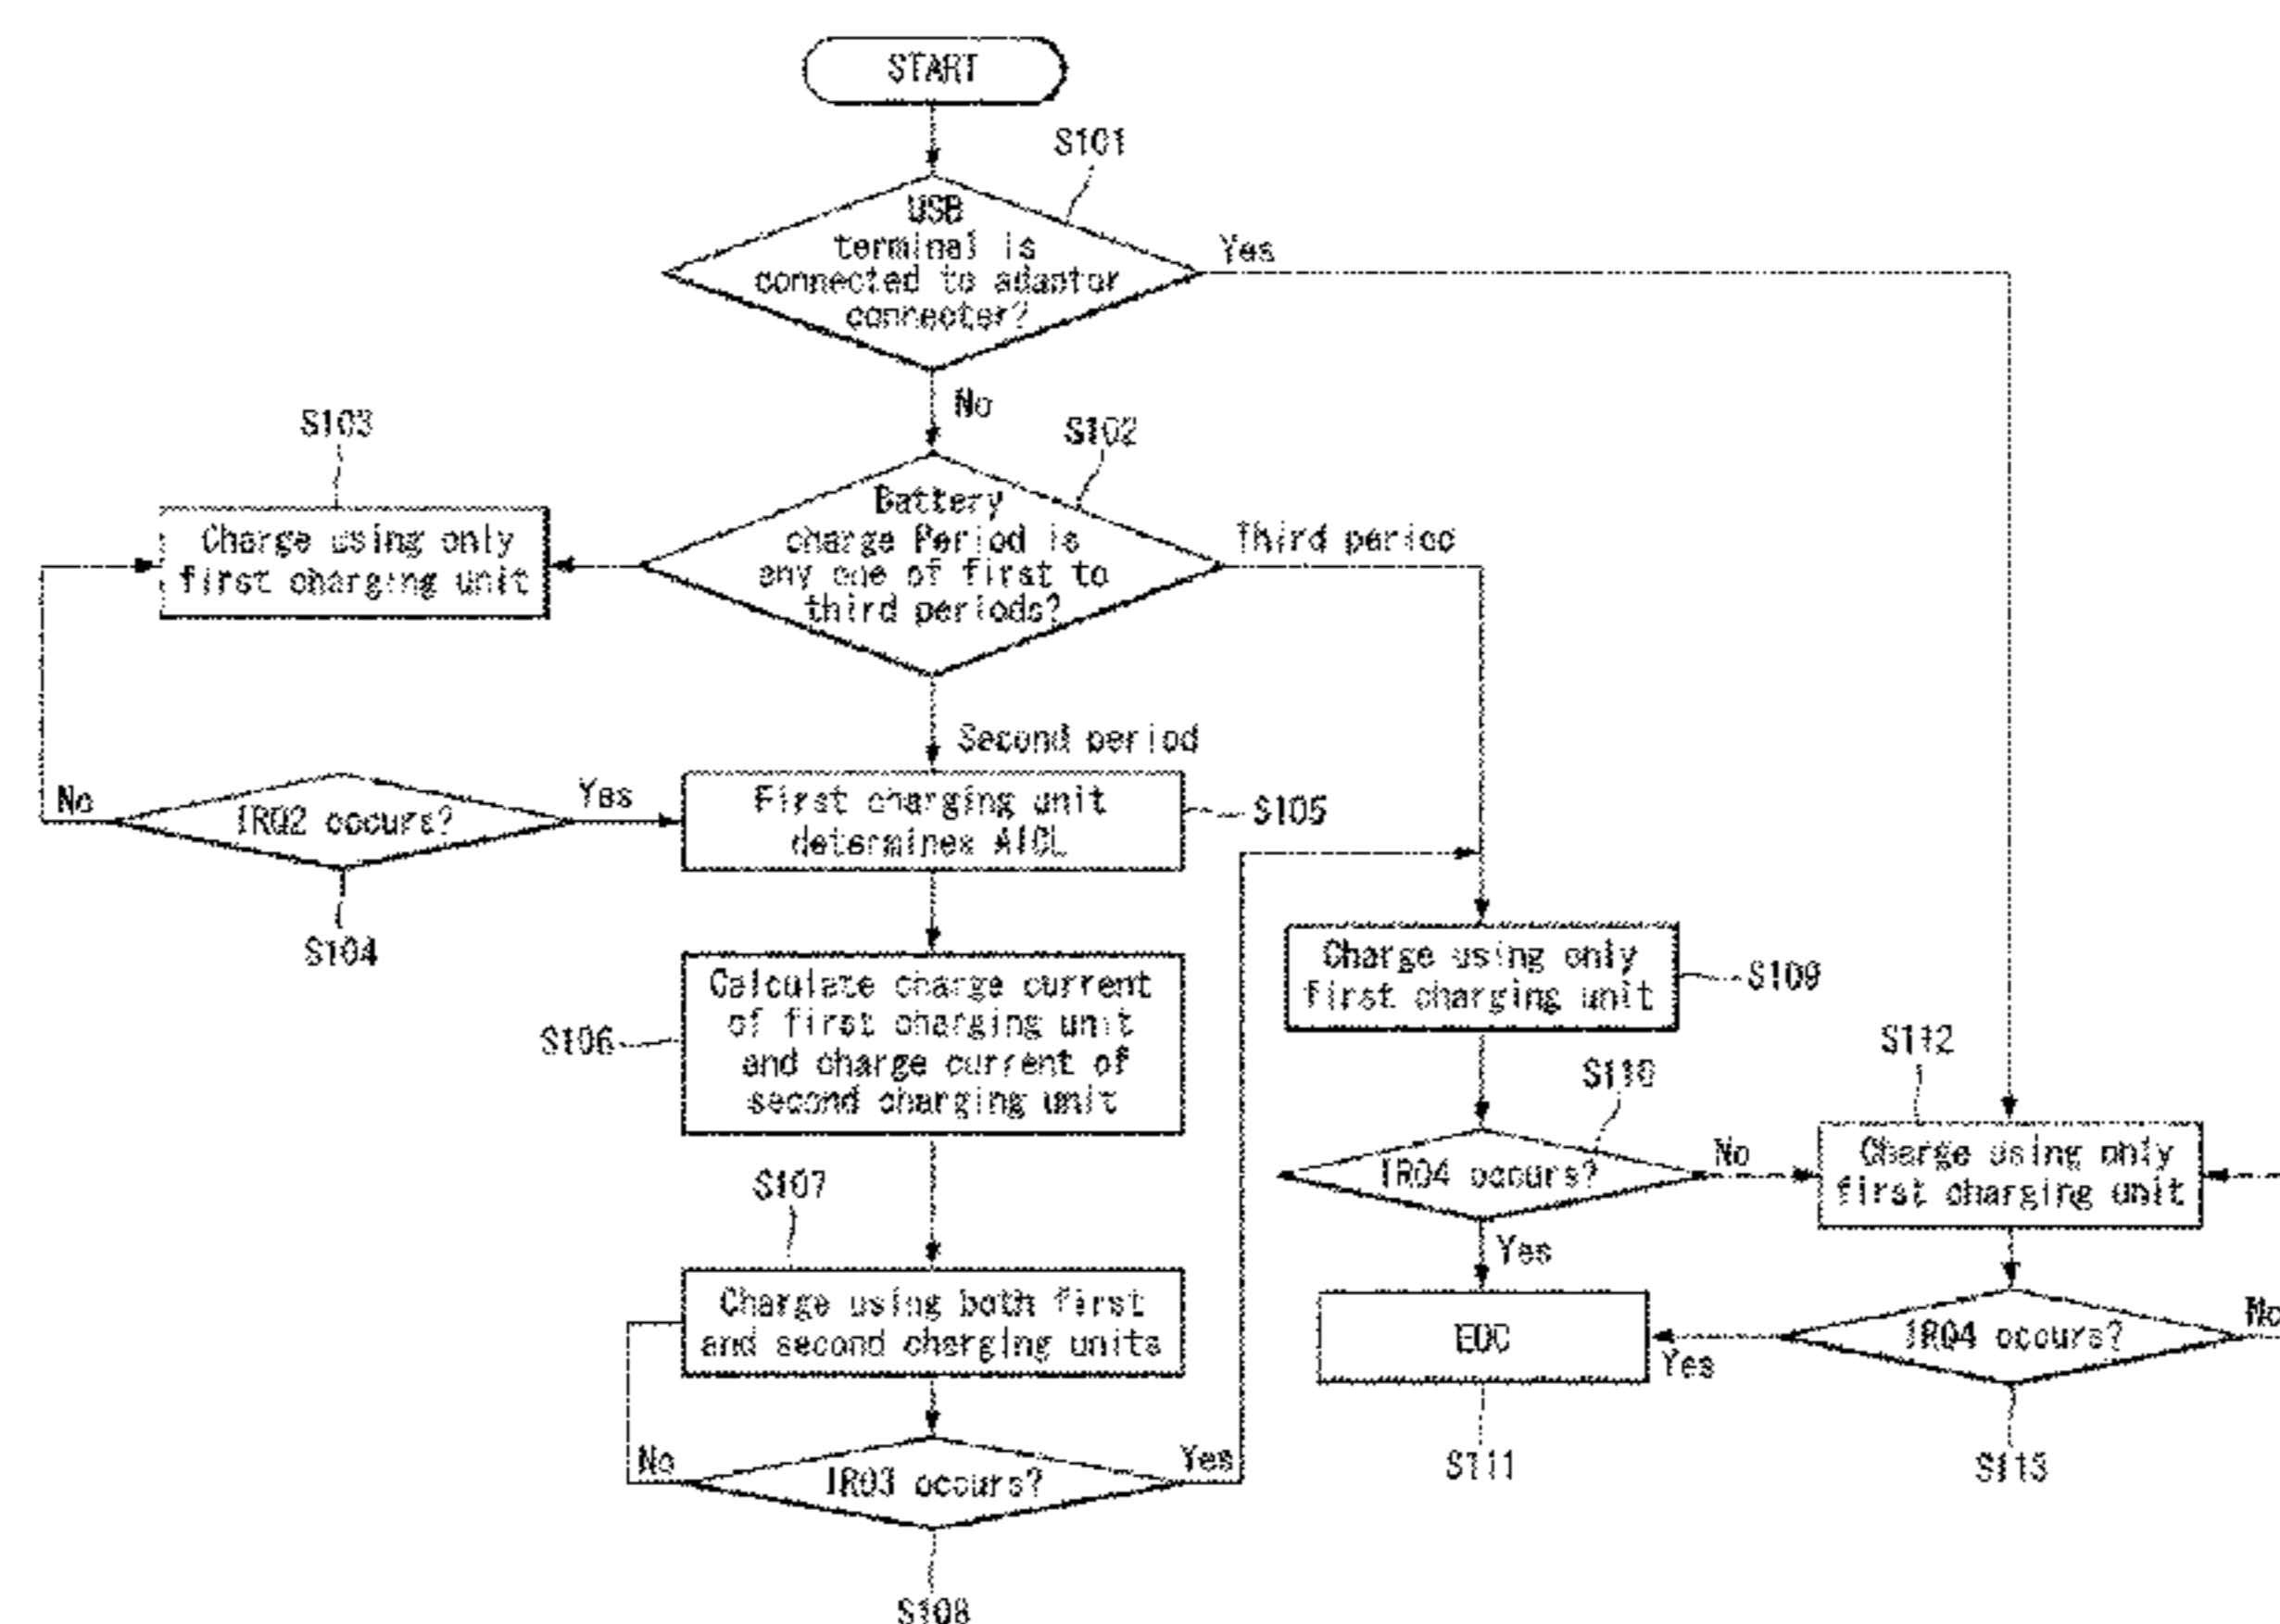 START
S101
USB
terminal is
connected to adaptor
connecter?
Yes
No
S102
S103
Battery
charge Period is
any one of first to
third periods?
Third period
Charge using only
first charging unit
Second period
No
IRQ2 occurs?
Yes
S104
First charging unit
determines AICL
S105
Calculate charge current
of first charging unit
and charge current of
second charging unit
S106
Charge using only
first charging unit
S109
S107
Charge using both first
and second charging units
S110
IRQ4 occurs?
No
Yes
S112
Charge using only
first charging unit
EOC
S111
IRQ4 occurs?
Yes
No
S113
No
IRQ3 occurs?
Yes
S108